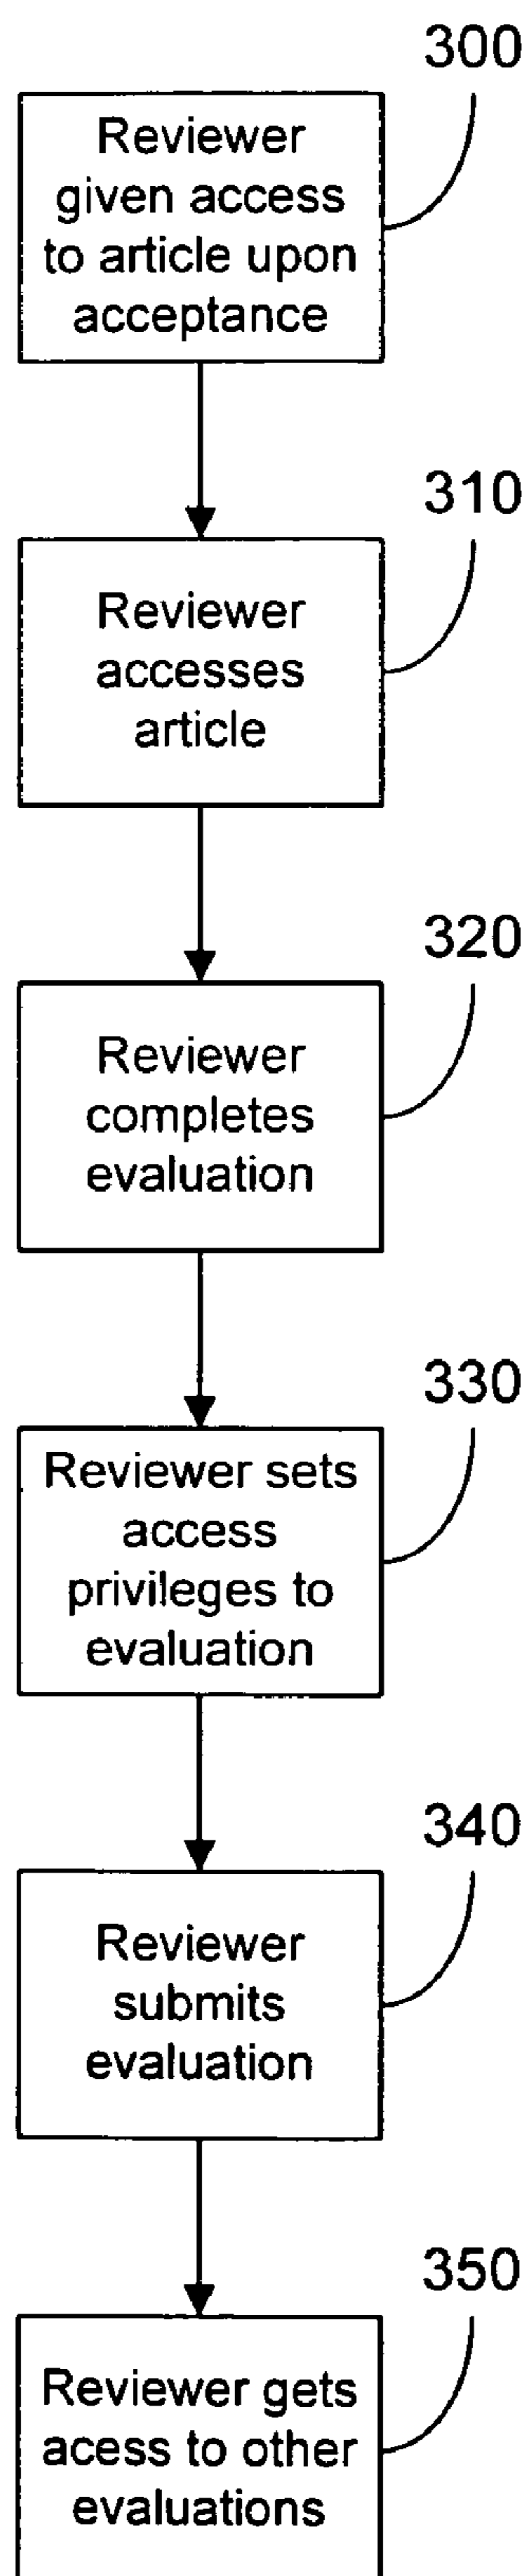 300
Reviewer
given access
to article upon
acceptance
310
Reviewer
accesses
article
320
Reviewer
completes
evaluation
330
Reviewer sets
access
privileges to
evaluation
340
Reviewer
submits
evaluation
350
Reviewer gets
acess to other
evaluations